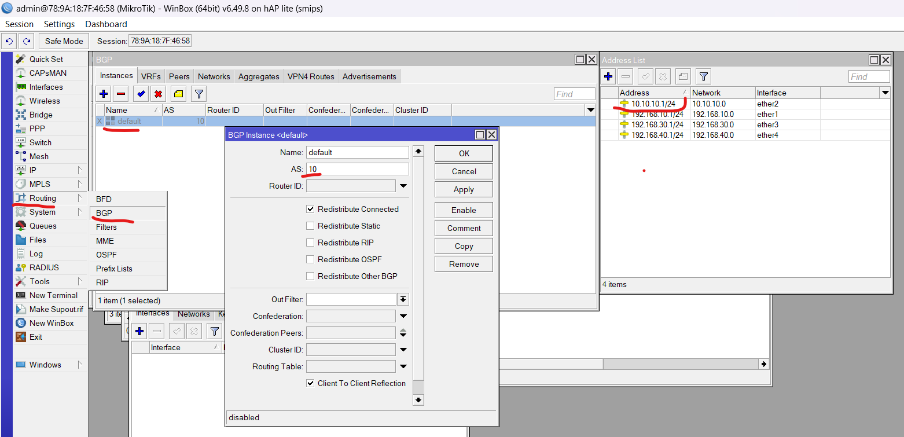 admin@78:9A:18:7F:46:58 (MikroTik) - WinBox (64bit) v6.49.8 on hAP lite (smips)
Session Settings Dashboard
Safe Mode Session: 78:9A:18:7F:46:58
Quick Set
CAPsMAN
Interfaces
Wireless
Bridge
PPP
Switch
Mesh
IP
MPLS
Routing
System
Queues
Files
Log
RADIUS
Tools
New Terminal
Make Supout.rif
New WinBox
Exit
Windows
BFD
BGP
Filters
MME
OSPF
Prefix Lists
RIP
BGP
Instances VRFs Peers Networks Aggregates VPN4 Routes Advertisements
Find
Name AS Router ID Out Filter Confeder... Confeder... Cluster ID
X default 10
1 item (1 selected)
Interfaces Networks
Interface
BGP Instance <default>
Name: default
AS: 10
Router ID:
Redistribute Connected
Redistribute Static
Redistribute RIP
Redistribute OSPF
Redistribute Other BGP
Out Filter:
Confederation:
Confederation Peers:
Cluster ID:
Routing Table:
Client To Client Reflection
disabled
OK
Cancel
Apply
Enable
Comment
Copy
Remove
Address List
Find
Address Network Interface
10.10.10.1/24 10.10.10.0 ether2
192.168.10.1/24 192.168.10.0 ether1
192.168.30.1/24 192.168.30.0 ether3
192.168.40.1/24 192.168.40.0 ether4
4 items